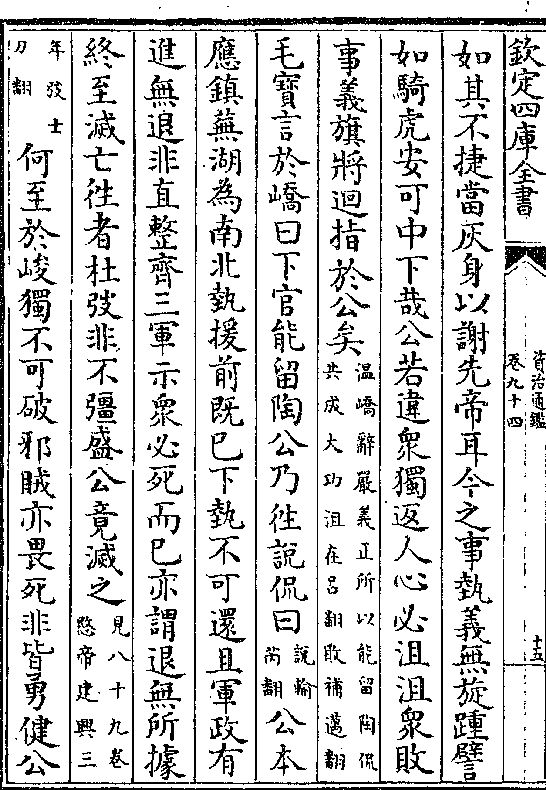 欽定四庫全書
資治通鑑
卷九十四
十五
如其不捷當灰身以謝先帝耳今之事埶義無旋踵譬
如騎虎安可中下哉公若違衆獨返人心必沮沮衆敗
事義旗將迴指於公矣温嶠辭嚴義正所以能留陶侃共成大功沮在呂翻敗補邁翻
毛寶言於嶠曰下官能留陶公乃徃說侃曰說輸芮翻公本
應鎮蕪湖為南北埶援前既已下埶不可還且軍政有
進無退非直整齊三軍示衆必死而已亦謂退無所據
終至滅亡徃者杜弢非不彊盛公竟滅之見八十九卷愍帝建興三
年弢士刀翻何至於峻獨不可破邪賊亦畏死非皆勇健公